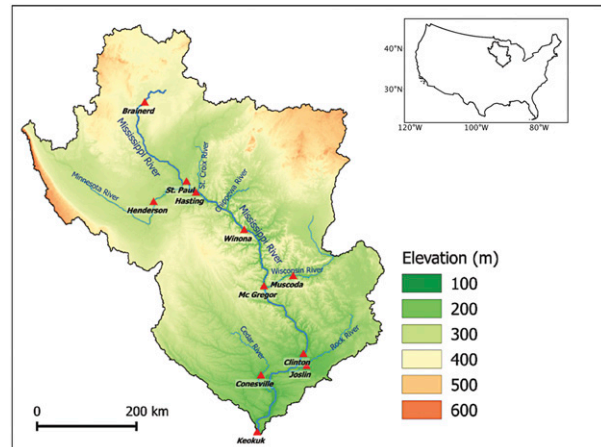 40°N
30°N
120°W
100°W
80°W
Brainerd
Mississippi River
St. Croix River
Minnesota River
St. Paul
Hasting
Henderson
Chippewa River
Winona
Mississippi River
Wisconsin River
Muscoda
Mc Gregor
Cedar River
Rock River
Clinton
Joslin
Conesville
Keokuk
0
200 km
Elevation (m)
100
200
300
400
500
600